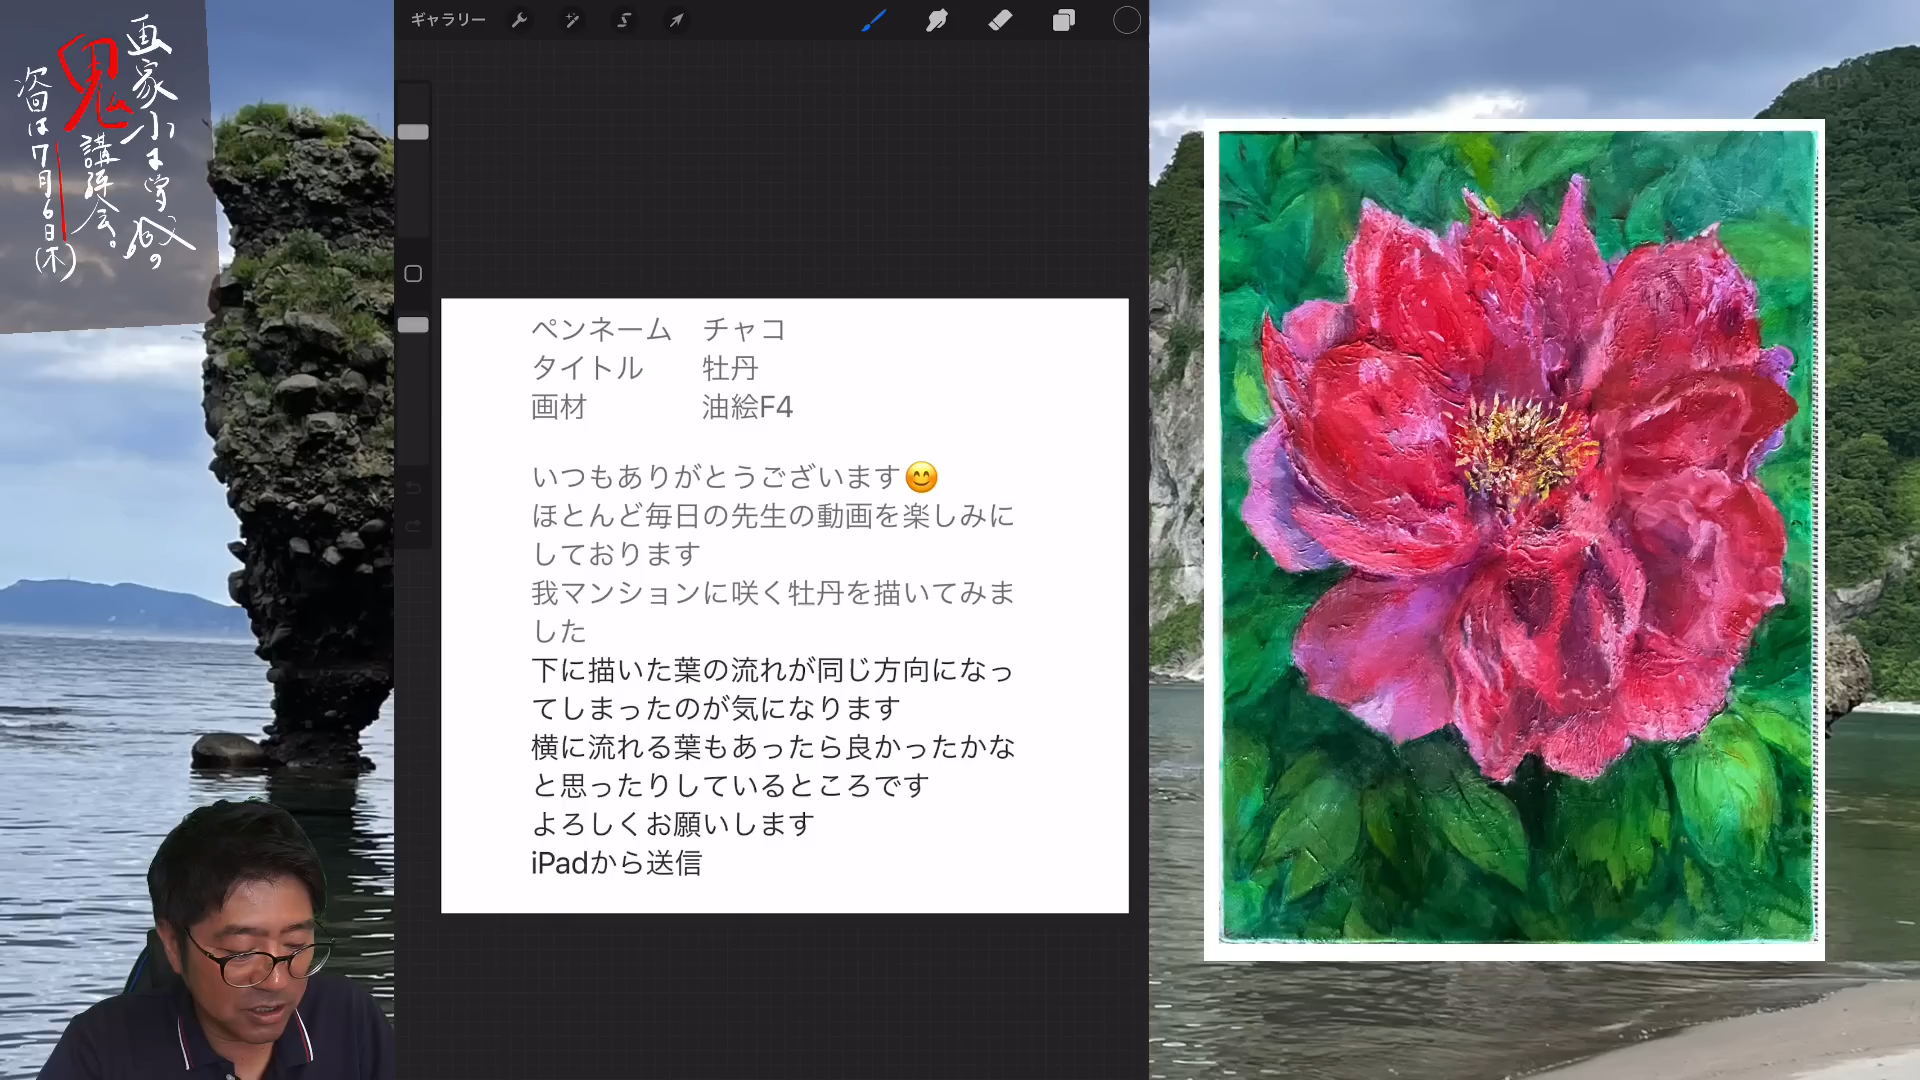 画家小木曽誠の
鬼講評会。
次回は7月6日(木)
ギャラリー
ペンネーム チャコ
タイトル 牡丹
画材 油絵F4
いつもありがとうございます😊
ほとんど毎日の先生の動画を楽しみに
しております
我マンションに咲く牡丹を描いてみま
した
下に描いた葉の流れが同じ方向になっ
てしまったのが気になります
横に流れる葉もあったら良かったかな
と思ったりしているところです
よろしくお願いします
iPadから送信